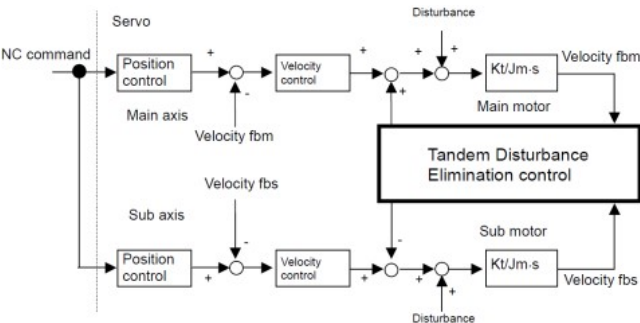 Disturbance
Servo
NC command
+
+
+
+
Velocity fbm
Position
control
Velocity
control
Kt/Jm·s
-
+
Main axis
Main motor
Velocity fbm
Tandem Disturbance
Elimination control
Velocity fbs
Sub axis
Sub motor
-
-
Position
control
Velocity
control
Kt/Jm·s
+
+
+
+
Velocity fbs
Disturbance